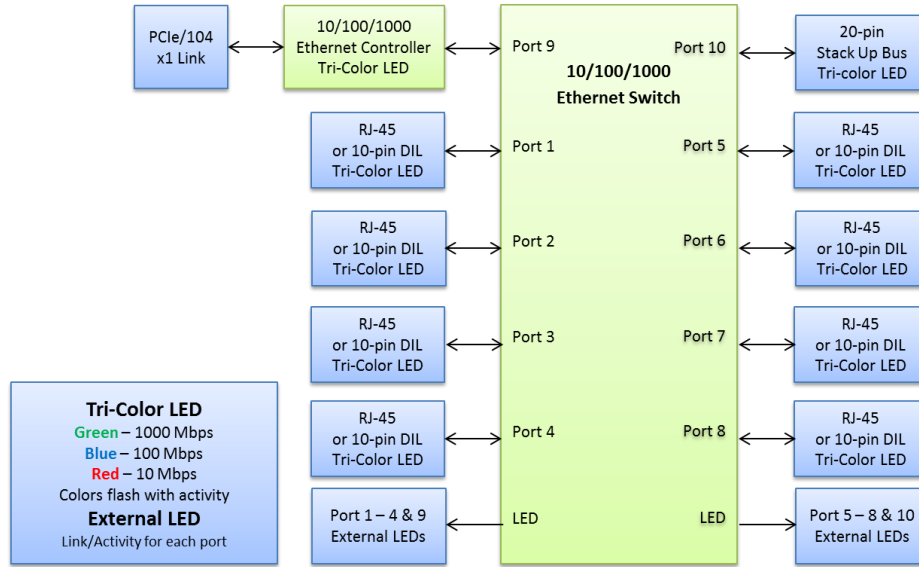 PCIe/104
x1 Link
10/100/1000
Ethernet Controller
Tri-Color LED
Port 9
Port 10
20-pin
Stack Up Bus
Tri-color LED
10/100/1000
Ethernet Switch
RJ-45
or 10-pin DIL
Tri-Color LED
Port 1
Port 5
RJ-45
or 10-pin DIL
Tri-Color LED
RJ-45
or 10-pin DIL
Tri-Color LED
Port 2
Port 6
RJ-45
or 10-pin DIL
Tri-Color LED
RJ-45
or 10-pin DIL
Tri-Color LED
Port 3
Port 7
RJ-45
or 10-pin DIL
Tri-Color LED
RJ-45
or 10-pin DIL
Tri-Color LED
Port 4
Port 8
RJ-45
or 10-pin DIL
Tri-Color LED
Port 1 – 4 & 9
External LEDs
LED
LED
Port 5 – 8 & 10
External LEDs
Tri-Color LED
Green – 1000 Mbps
Blue – 100 Mbps
Red – 10 Mbps
Colors flash with activity
External LED
Link/Activity for each port